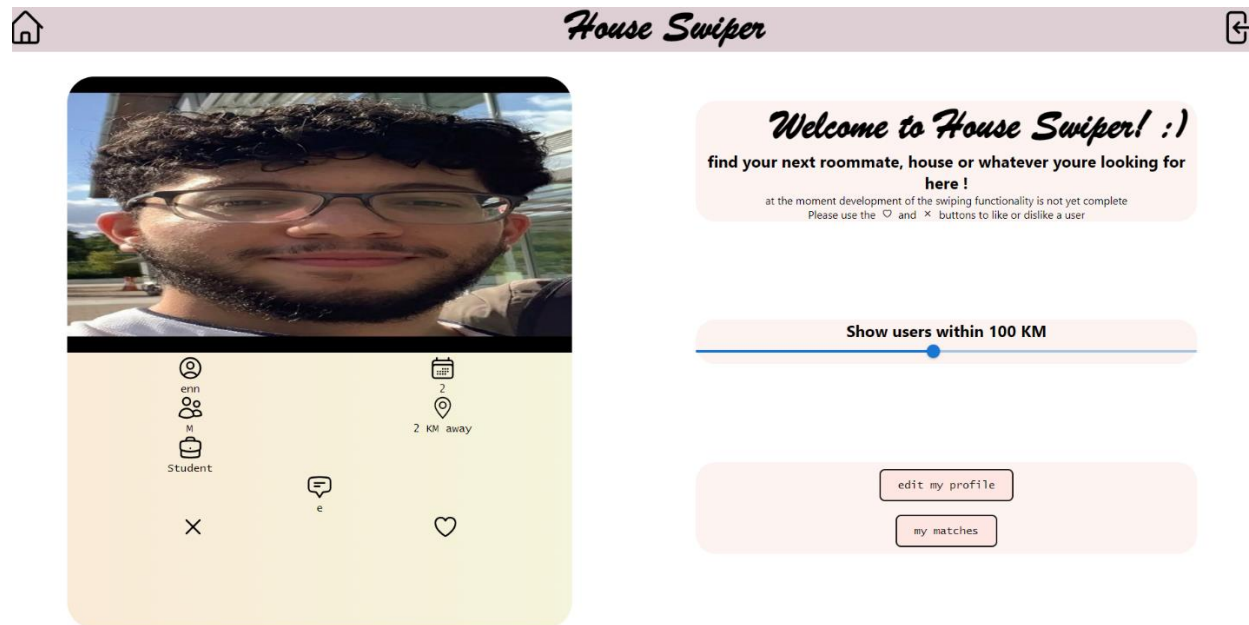 House Swiper
enn
2
M
2 KM away
Student
e
Welcome to House Swiper! :)
find your next roommate, house or whatever youre looking for
here !
at the moment development of the swiping functionality is not yet complete
Please use the ♡ and × buttons to like or dislike a user
Show users within 100 KM
edit my profile
my matches